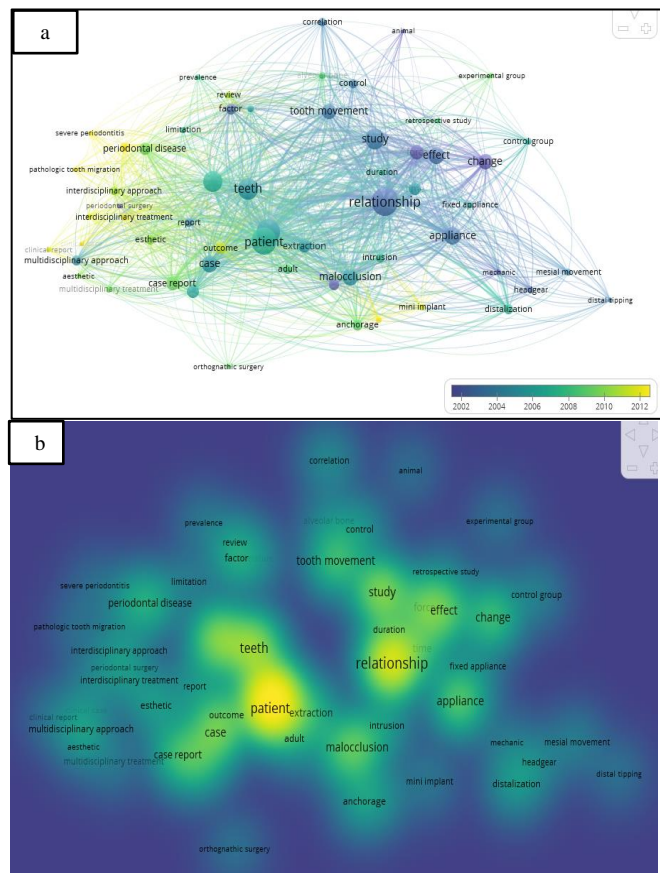 a
correlation
animal
prevalence
control
experimental group
review
factor
tooth movement
retrospective study
severe periodontitis
limitation
study
control group
periodontal disease
effect
change
pathologic tooth migration
duration
interdisciplinary approach
teeth
periodontal surgery
relationship
fixed appliance
interdisciplinary treatment
report
esthetic
outcome
patient
extraction
appliance
clinical report
multidisciplinary approach
case
intrusion
aesthetic
adult
malocclusion
mechanic
mesial movement
case report
headgear
multidisciplinary treatment
mini implant
distalization
distal tipping
anchorage
orthognathic surgery
2002 2004 2006 2008 2010 2012
b
correlation
animal
prevalence
alveolar bone
experimental group
control
review
factor
tooth movement
retrospective study
severe periodontitis
limitation
study
control group
periodontal disease
force
effect
change
pathologic tooth migration
duration
interdisciplinary approach
teeth
time
periodontal surgery
relationship
fixed appliance
interdisciplinary treatment
report
esthetic
patient
extraction
appliance
clinical report
outcome
multidisciplinary approach
case
intrusion
aesthetic
adult
malocclusion
mechanic
mesial movement
case report
multidisciplinary treatment
headgear
mini implant
distalization
distal tipping
anchorage
orthognathic surgery